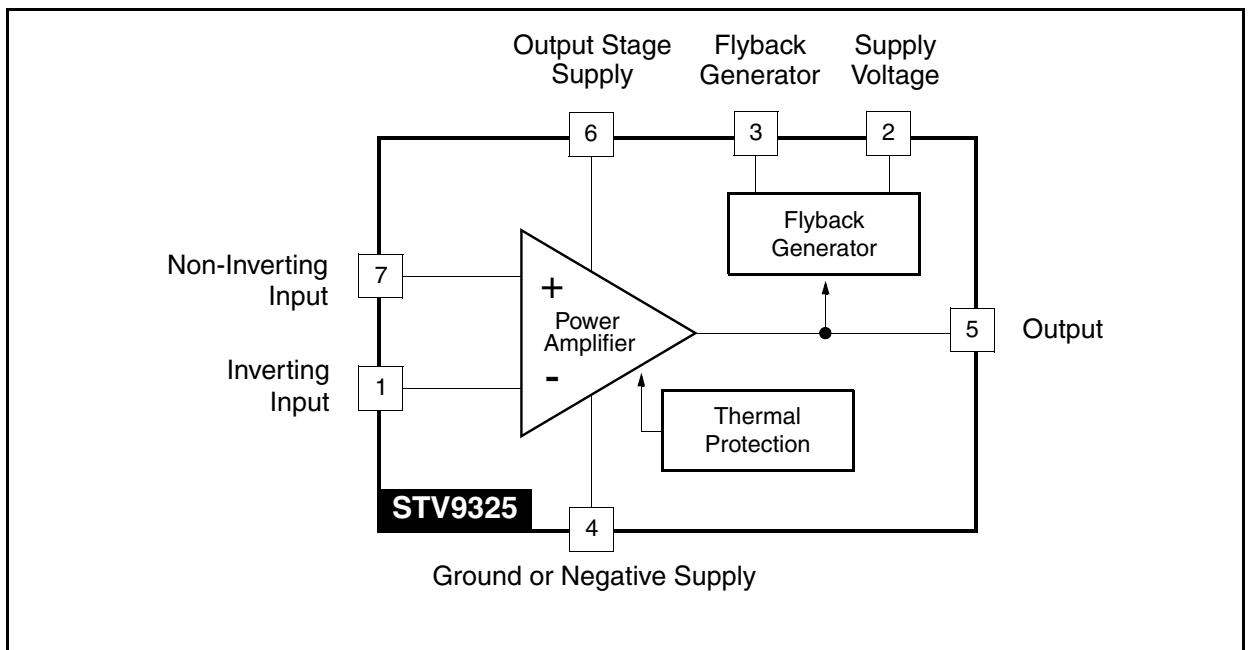 Output Stage
Supply
Flyback
Generator
Supply
Voltage
6
3
2
Flyback
Generator
Non-Inverting
Input
7
+
Power
Amplifier
5
Output
Inverting
Input
1
-
Thermal
Protection
STV9325
4
Ground or Negative Supply